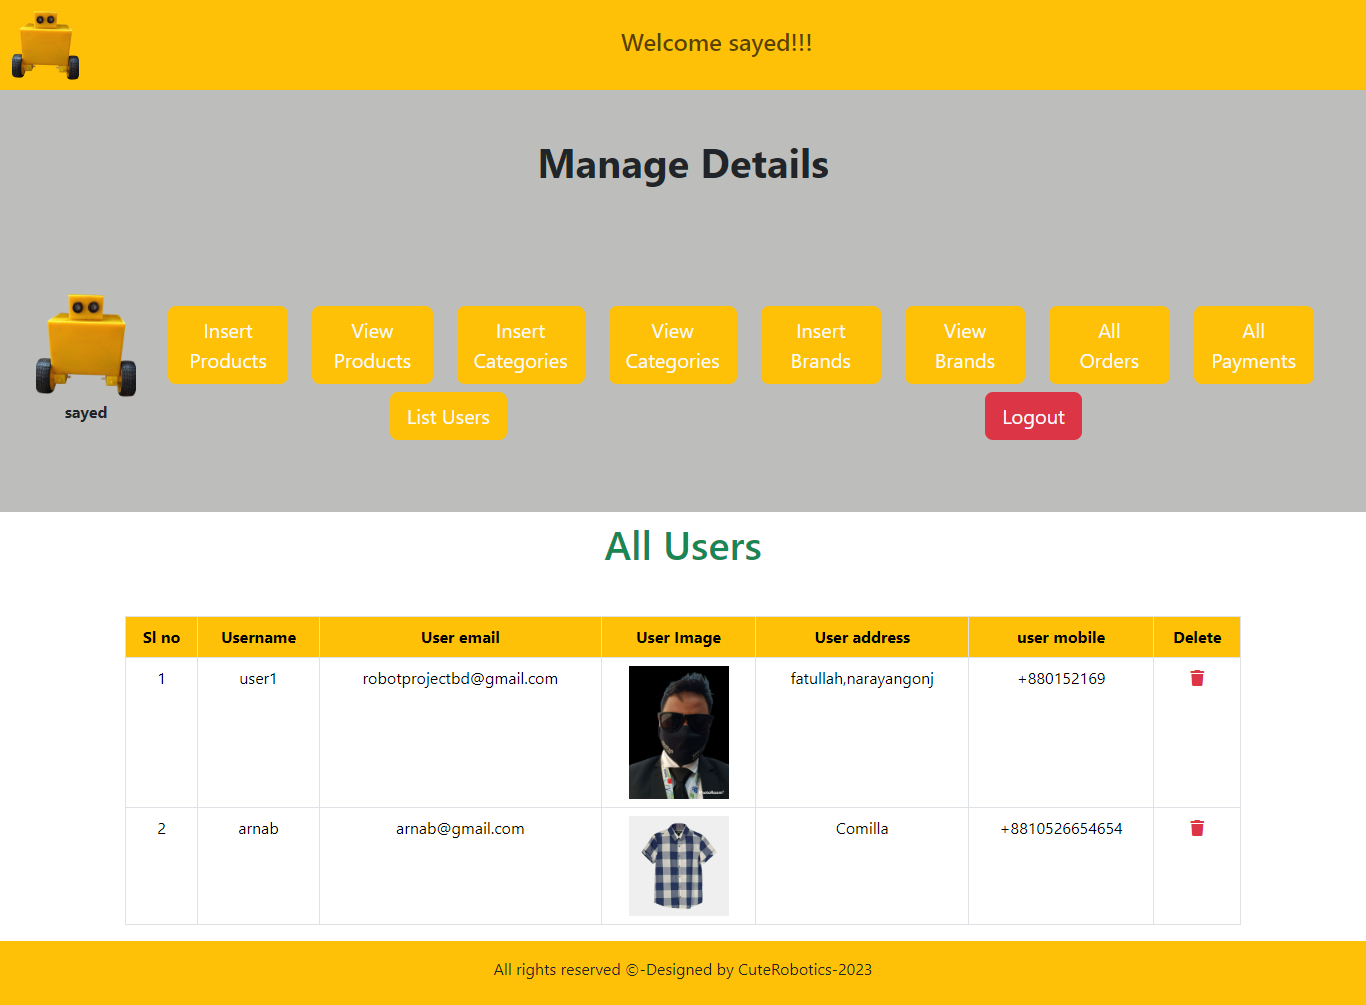 Welcome sayed!!!
Manage Details
Insert Products
View Products
Insert Categories
View Categories
Insert Brands
View Brands
All Orders
All Payments
sayed
List Users
Logout
All Users
Sl no Username User email User Image User address user mobile Delete
1 user1 robotprojectbd@gmail.com fatullah,narayangonj +880152169
2 arnab arnab@gmail.com Comilla +8810526654654
All rights reserved ©-Designed by CuteRobotics-2023